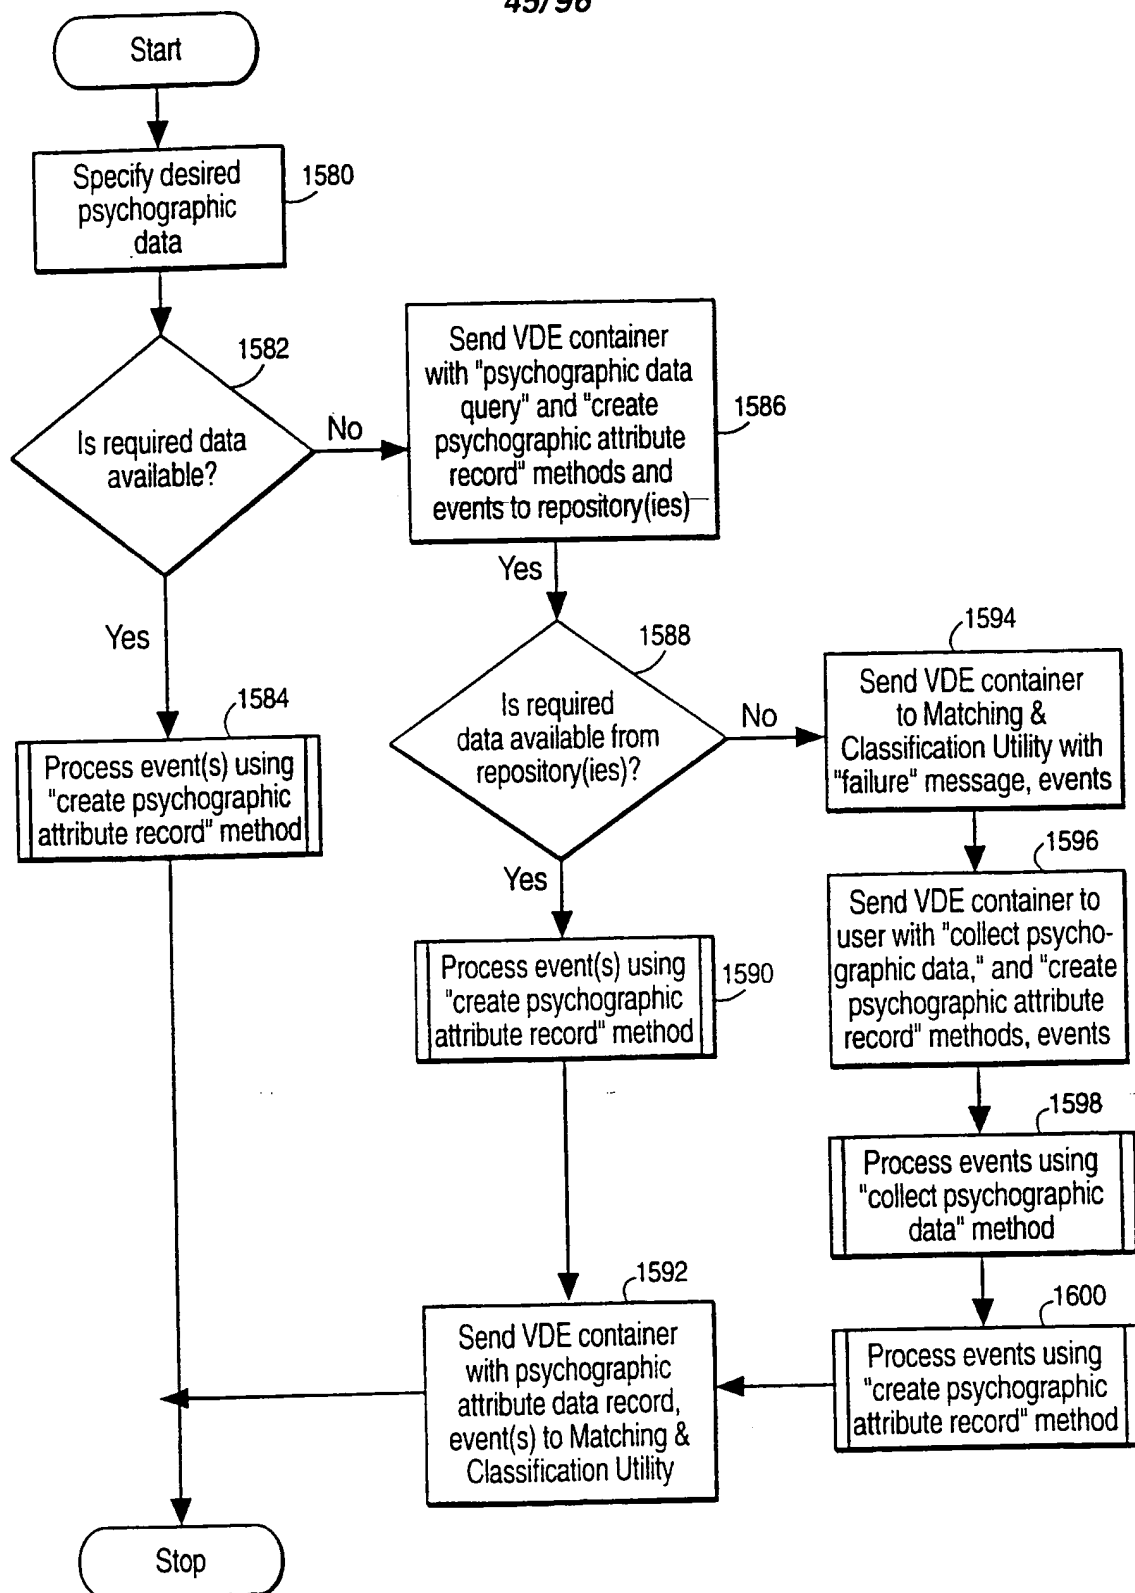 45/96
Start
Specify desired
psychographic
data
1580
1582
Is required data
available?
No
Yes
Send VDE container
with "psychographic data
query" and "create
psychographic attribute
record" methods and
events to repository(ies)
1586
Yes
1584
Process event(s) using
"create psychographic
attribute record" method
1588
Is required
data available from
repository(ies)?
No
Yes
1594
Send VDE container
to Matching &
Classification Utility with
"failure" message, events
1596
Send VDE container to
user with "collect psycho-
graphic data," and "create
psychographic attribute
record" methods, events
Process event(s) using
"create psychographic
attribute record" method
1590
1598
Process events using
"collect psychographic
data" method
1592
Send VDE container
with psychographic
attribute data record,
event(s) to Matching &
Classification Utility
1600
Process events using
"create psychographic
attribute record" method
Stop